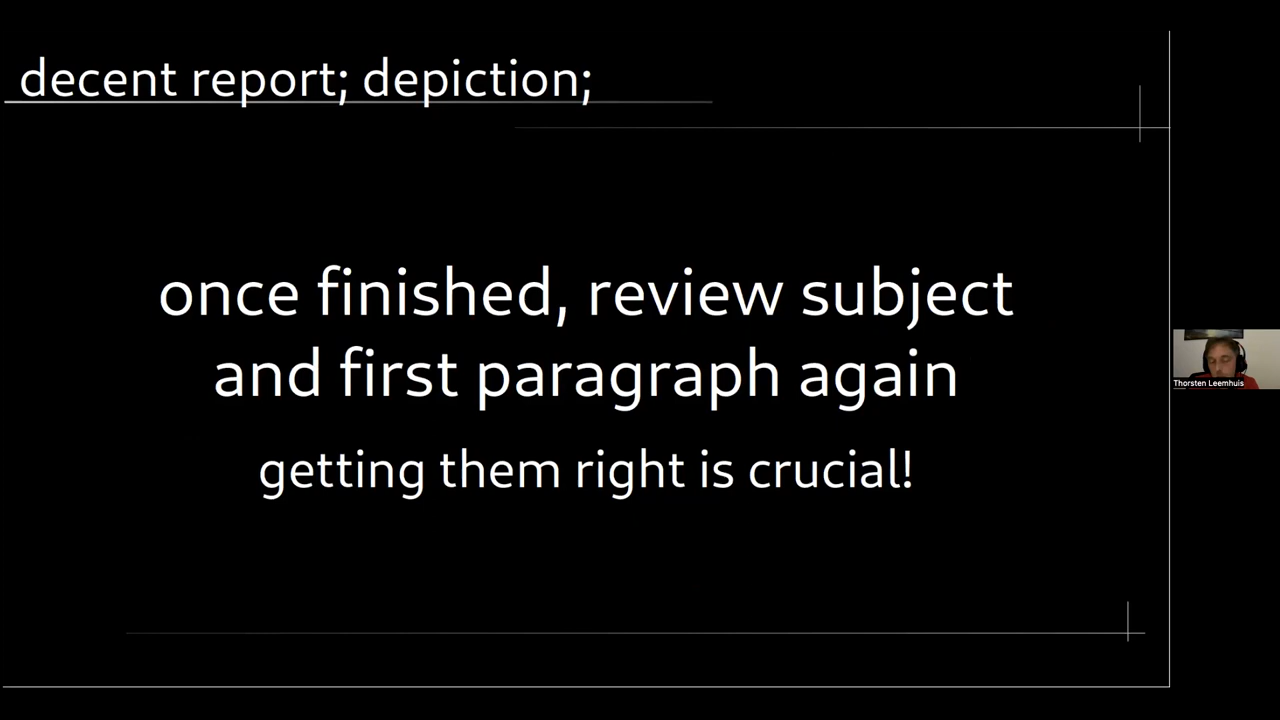 decent report; depiction;
once finished, review subject
and first paragraph again
getting them right is crucial!
Thorsten Leemhuis